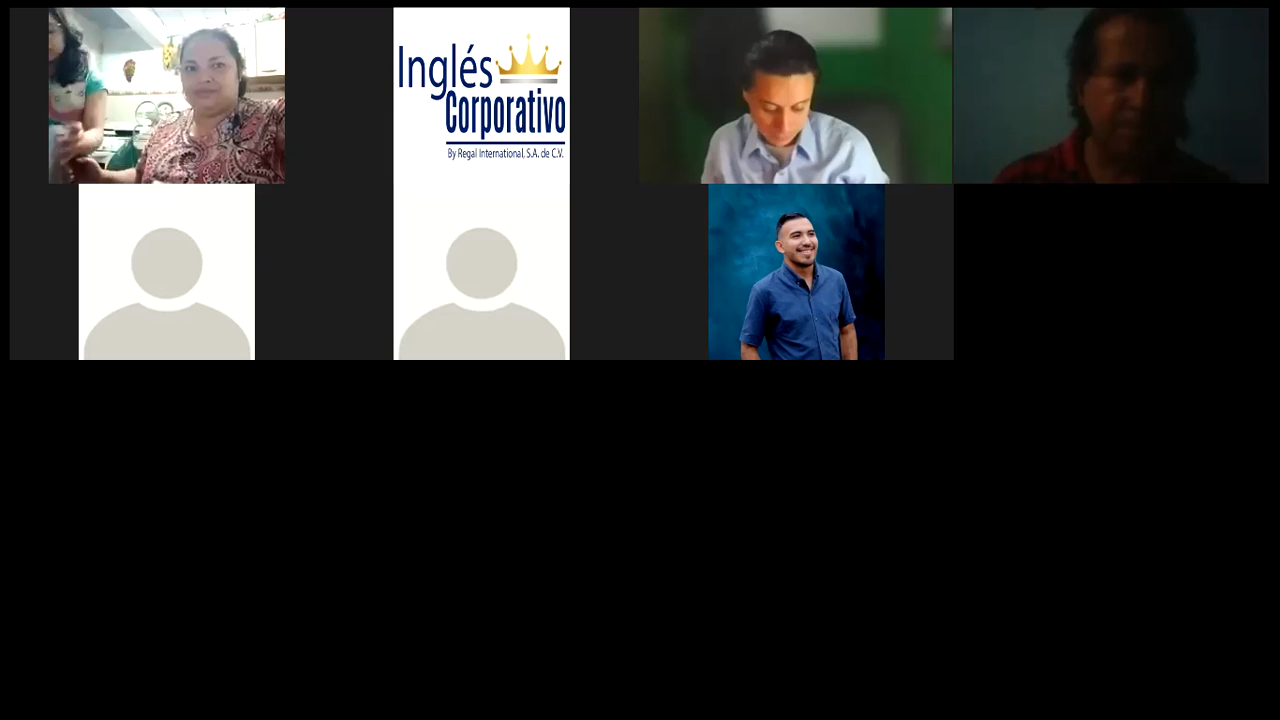 Inglés
Corporativo
By Regal International, S.A. de C.V.